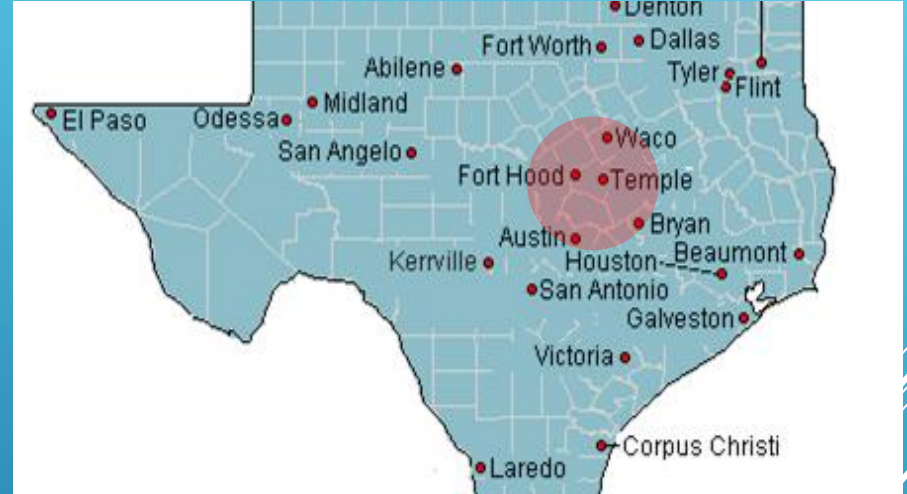 Denton
Fort Worth
Dallas
Abilene
Tyler
Flint
Midland
El Paso
Odessa
Waco
San Angelo
Fort Hood
Temple
Bryan
Austin
Beaumont
Houston
Kerrville
San Antonio
Galveston
Victoria
Corpus Christi
Laredo